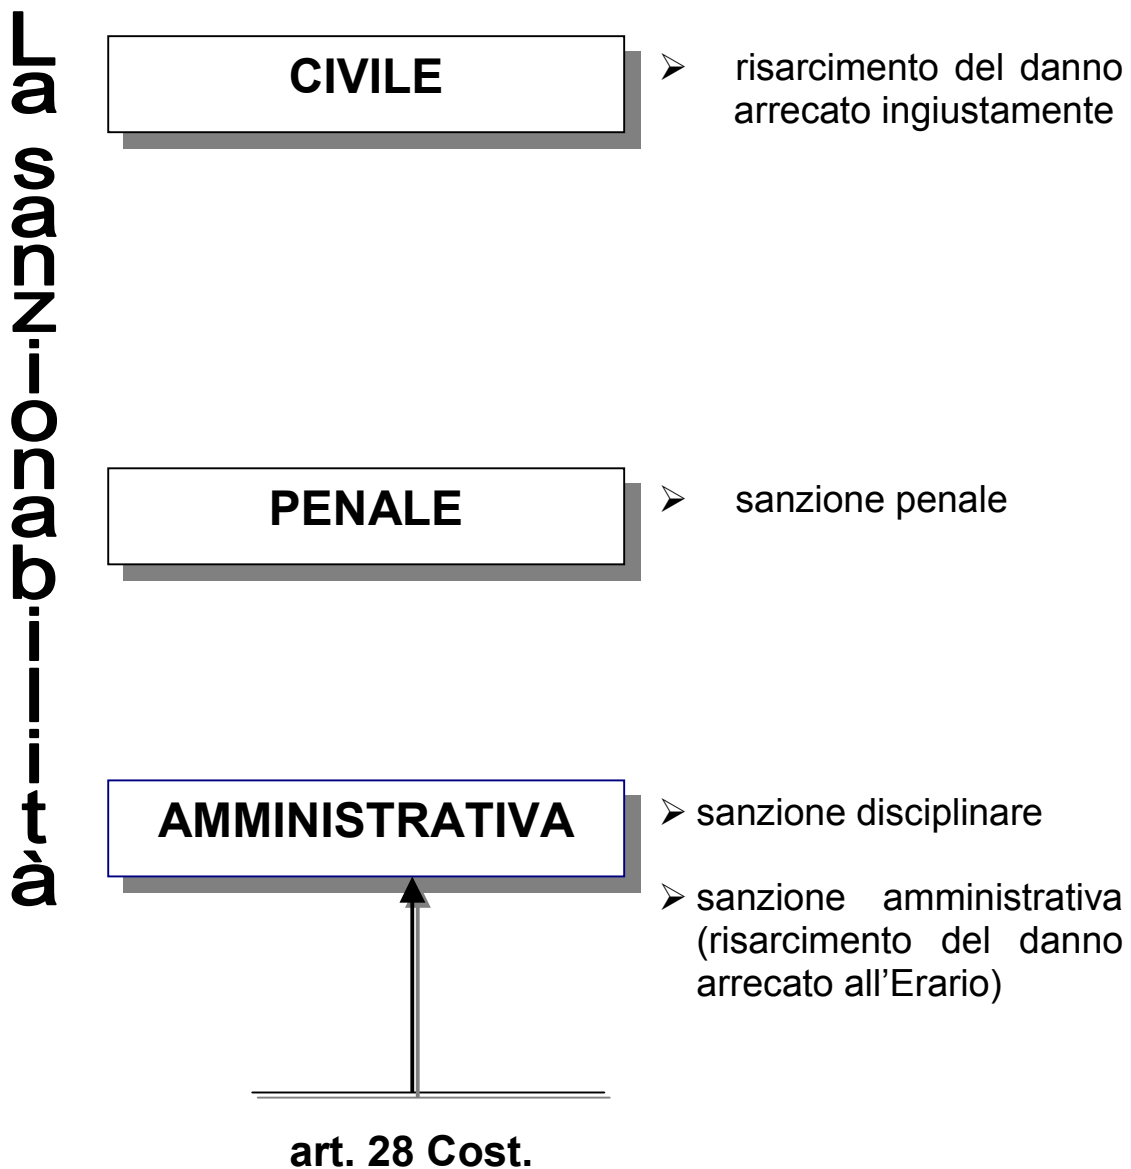 La sanzionabilità
CIVILE
➢ risarcimento del danno
arrecato ingiustamente
PENALE
➢ sanzione penale
AMMINISTRATIVA
➢ sanzione disciplinare
➢ sanzione amministrativa
(risarcimento del danno
arrecato all’Erario)
art. 28 Cost.